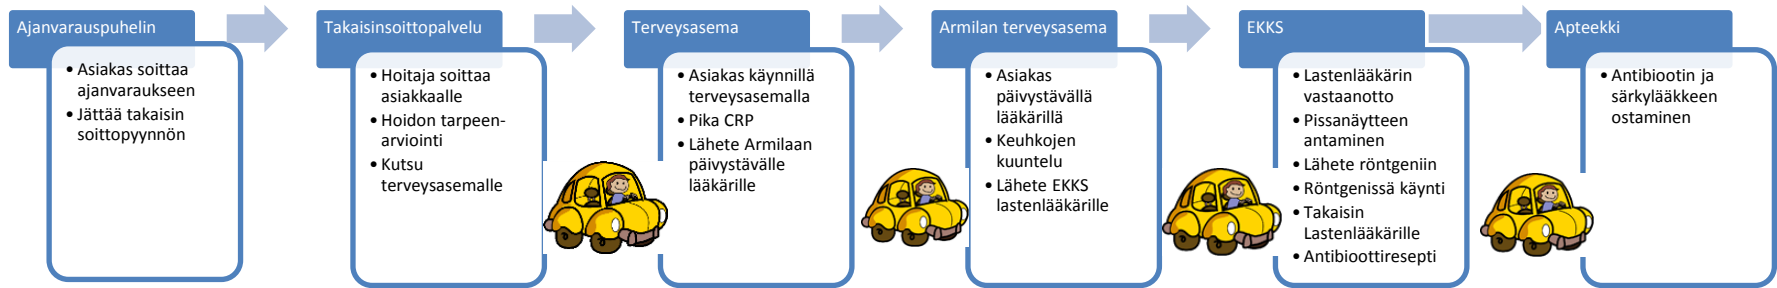 Ajanvarauspuhelin
• Asiakas soittaa
ajanvaraukseen
• Jättää takaisin
soittopyynnön
Takaisinsoittopalvelu
• Hoitaja soittaa
asiakkaalle
• Hoidon tarpeen-
arviointi
• Kutsu
terveysasemalle
Terveysasema
• Asiakas käynnillä
terveysasemalla
• Pika CRP
• Lähete Armilaan
päivystävälle
lääkärille
Armilan terveysasema
• Asiakas
päivystävällä
lääkärillä
• Keuhkojen
kuuntelu
• Lähete EKKS
lastenlääkärille
EKKS
• Lastenlääkärin
vastaanotto
• Pissanäytteen
antaminen
• Lähete röntgeniin
• Röntgenissä käynti
• Takaisin
Lastenlääkärille
• Antibioottiresepti
Apteekki
• Antibiootin ja
särkylääkkeen
ostaminen